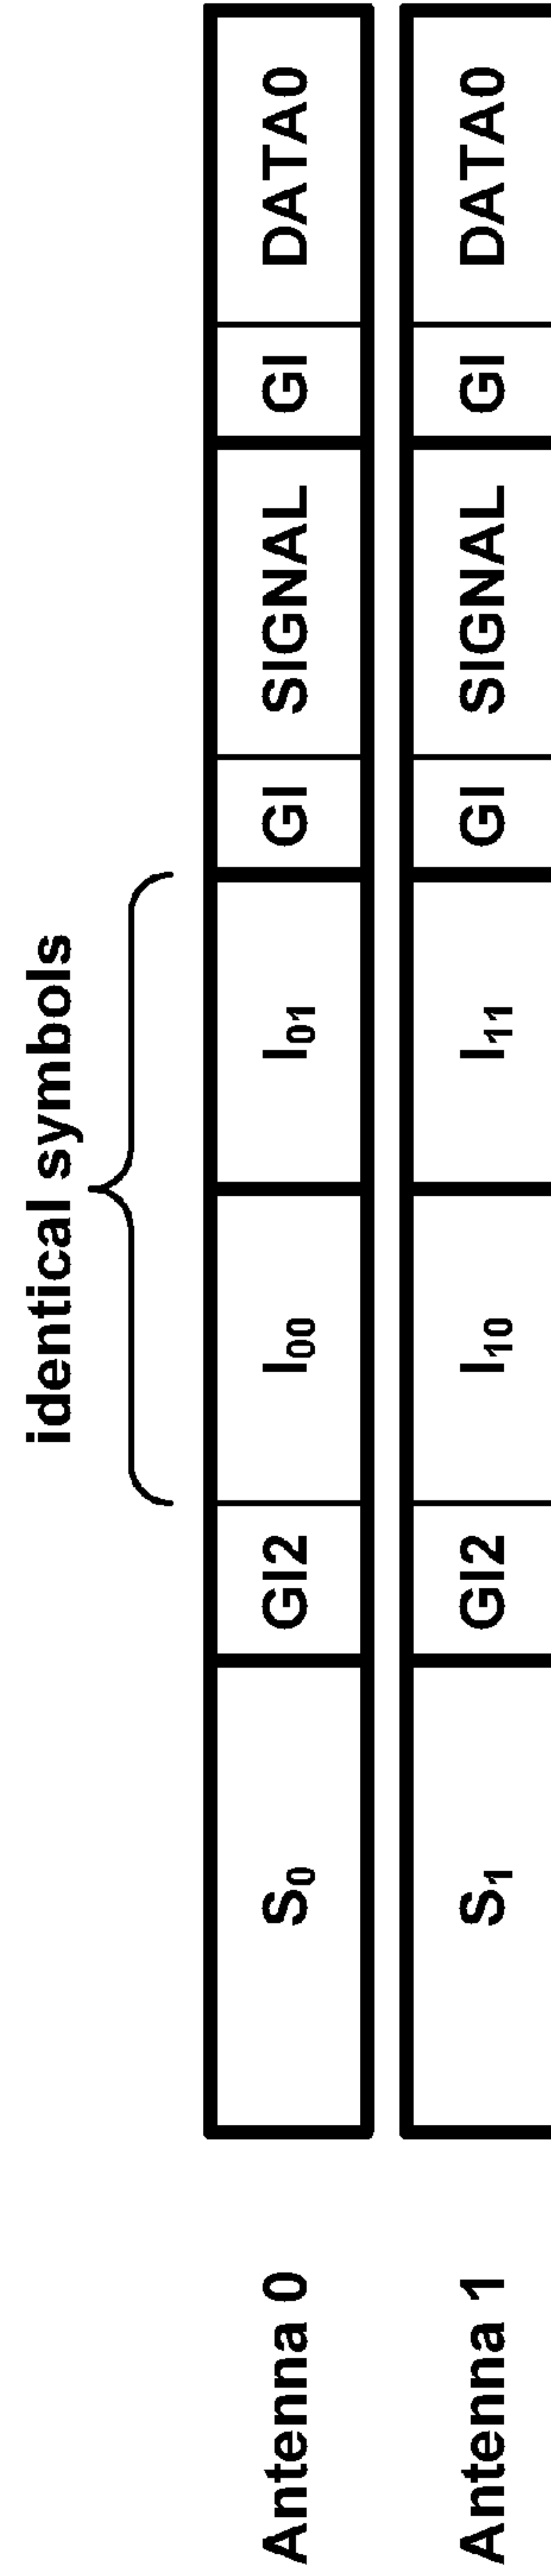 identical symbols
Antenna 0 S₀ GI2 I₀₀ I₀₁ GI SIGNAL GI DATA0
Antenna 1 S₁ GI2 I₁₀ I₁₁ GI SIGNAL GI DATA0